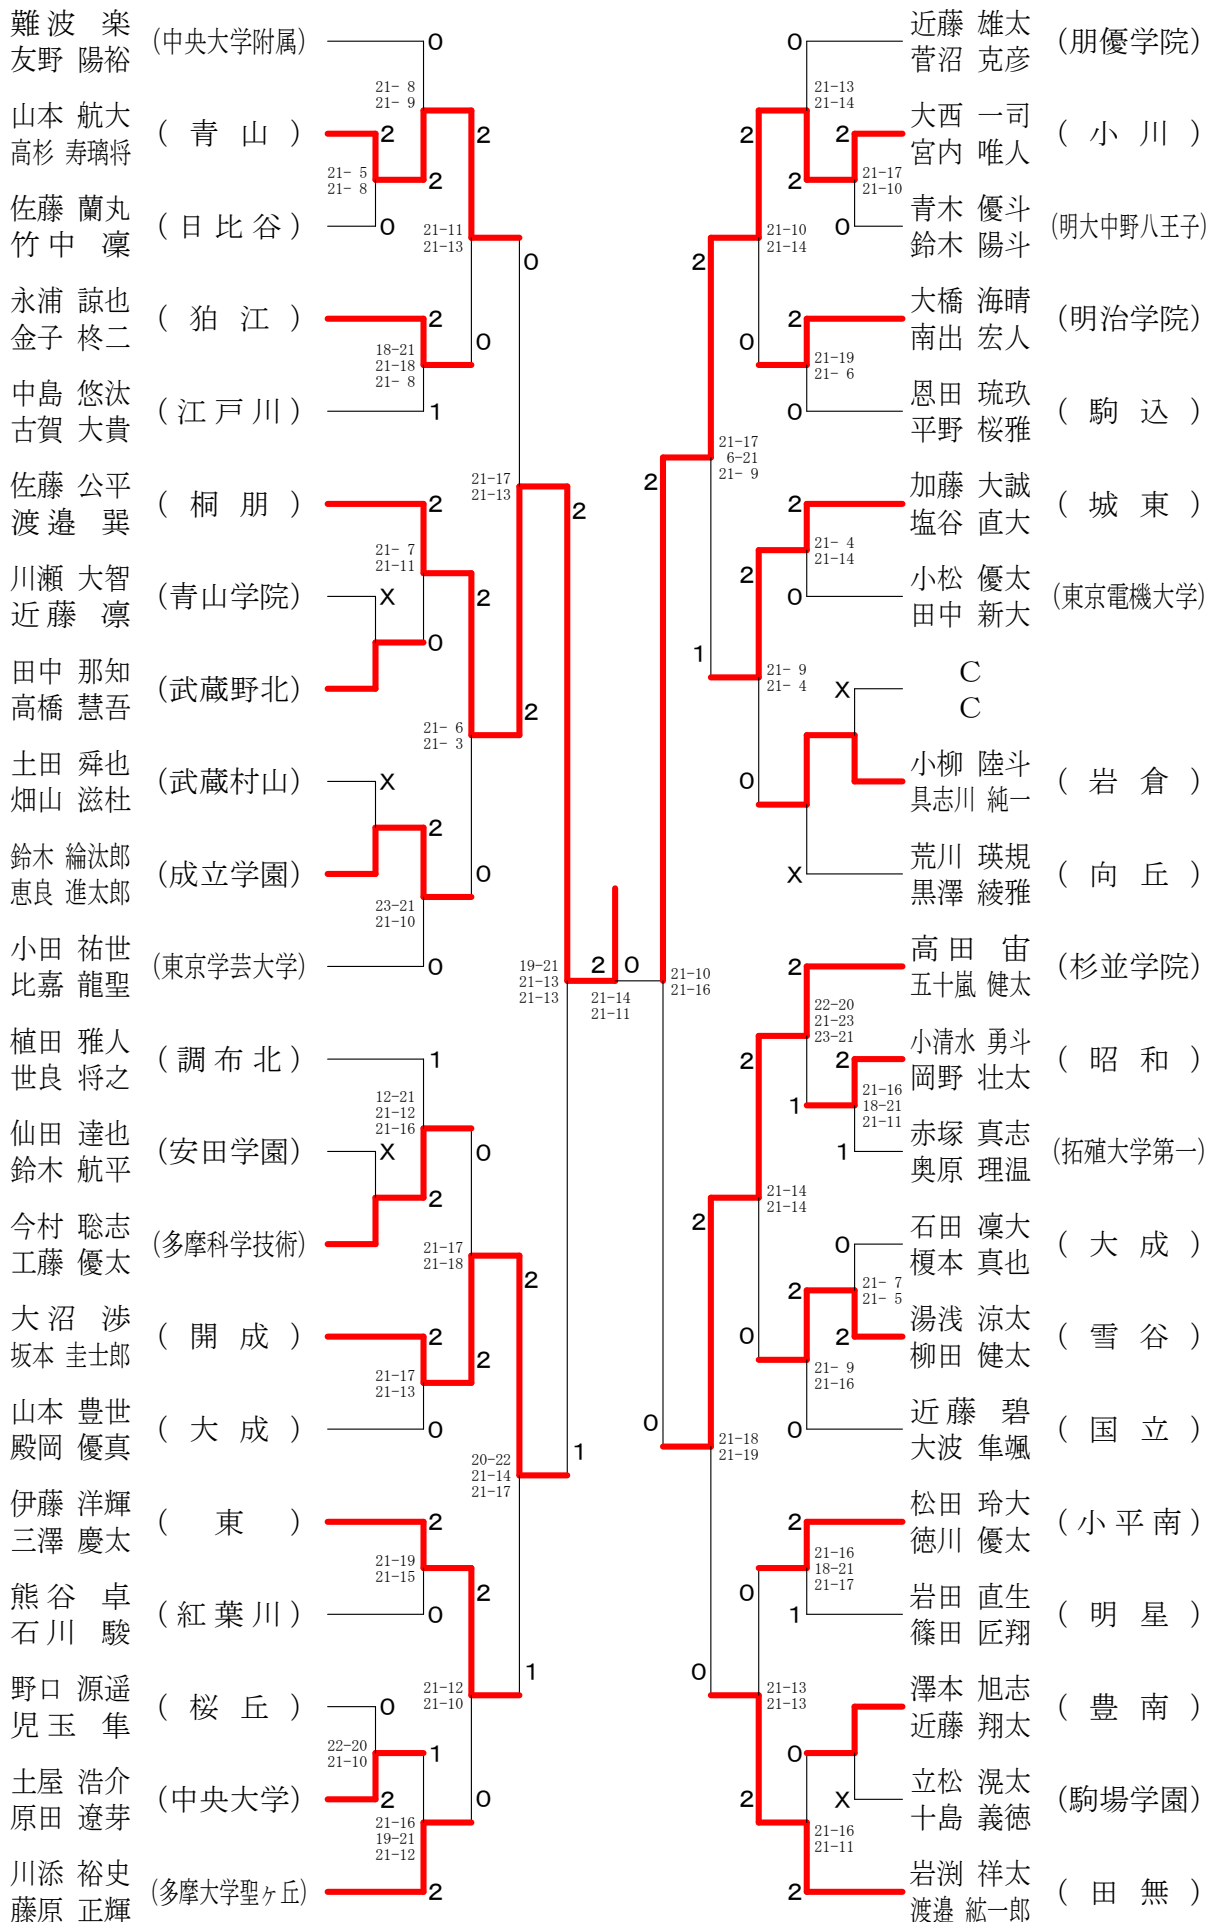 難波 楽
友野 陽裕
(中央大学附属)
0
21- 8
21- 9
山本 航大
高杉 寿璃将
(青山)
2
2
2
21- 5
21- 8
佐藤 蘭丸
竹中 凜
(日比谷)
0
21-11
21-13
0
永浦 諒也
金子 柊二
(狛江)
2
0
18-21
21-18
21- 8
中島 悠汰
古賀 大貴
(江戸川)
1
佐藤 公平
渡邉 巽
(桐朋)
2
21-17
21-13
2
21- 7
21-11
川瀬 大智
近藤 凛
(青山学院)
X
2
0
田中 那知
高橋 慧吾
(武蔵野北)
2
21- 6
21- 3
土田 舜也
畑山 滋杜
(武蔵村山)
X
2
鈴木 綸汰郎
恵良 進太郎
(成立学園)
0
23-21
21-10
小田 祐世
比嘉 龍聖
(東京学芸大学)
0
19-21
21-13
21-13
2
0
21-14
21-11
植田 雅人
世良 将之
(調布北)
1
12-21
21-12
21-16
仙田 達也
鈴木 航平
(安田学園)
X
0
2
今村 聡志
工藤 優太
(多摩科学技術)
21-17
21-18
2
大沼 渉
坂本 圭士郎
(開成)
2
2
21-17
21-13
山本 豊世
殿岡 優真
(大成)
0
1
20-22
21-14
21-17
伊藤 洋輝
三澤 慶太
(東)
2
21-19
21-15
2
熊谷 卓
石川 駿
(紅葉川)
0
1
野口 源遥
児玉 隼
(桜丘)
0
21-12
21-10
22-20
21-10
1
土屋 浩介
原田 遼芽
(中央大学)
2
0
21-16
19-21
21-12
川添 裕史
藤原 正輝
(多摩大学聖ヶ丘)
2
近藤 雄太
菅沼 克彦
(朋優学院)
0
21-13
21-14
大西 一司
宮内 唯人
(小川)
2
2
2
21-17
21-10
青木 優斗
鈴木 陽斗
(明大中野八王子)
0
21-10
21-14
2
大橋 海晴
南出 宏人
(明治学院)
2
0
21-19
21- 6
恩田 琉玖
平野 桜雅
(駒込)
0
21-17
6-21
21- 9
2
加藤 大誠
塩谷 直大
(城東)
2
21- 4
21-14
2
小松 優太
田中 新大
(東京電機大学)
0
1
21- 9
21- 4
C
C
X
小柳 陸斗
具志川 純一
(岩倉)
0
荒川 瑛規
黒澤 綾雅
(向丘)
X
高田 宙
五十嵐 健太
(杉並学院)
2
21-10
21-16
22-20
21-23
23-21
小清水 勇斗
岡野 壮太
(昭和)
2
2
1
21-16
18-21
21-11
赤塚 真志
奥原 理温
(拓殖大学第一)
1
21-14
21-14
2
石田 凜大
榎本 真也
(大成)
0
2
21- 7
21- 5
湯浅 涼太
柳田 健太
(雪谷)
2
0
21- 9
21-16
近藤 碧
大波 隼颯
(国立)
0
0
21-18
21-19
松田 玲大
徳川 優太
(小平南)
2
21-16
18-21
21-17
0
岩田 直生
篠田 匠翔
(明星)
1
0
21-13
21-13
澤本 旭志
近藤 翔太
(豊南)
0
立松 滉太
十島 義徳
(駒場学園)
X
2
21-16
21-11
岩渕 祥太
渡邉 紘一郎
(田無)
2